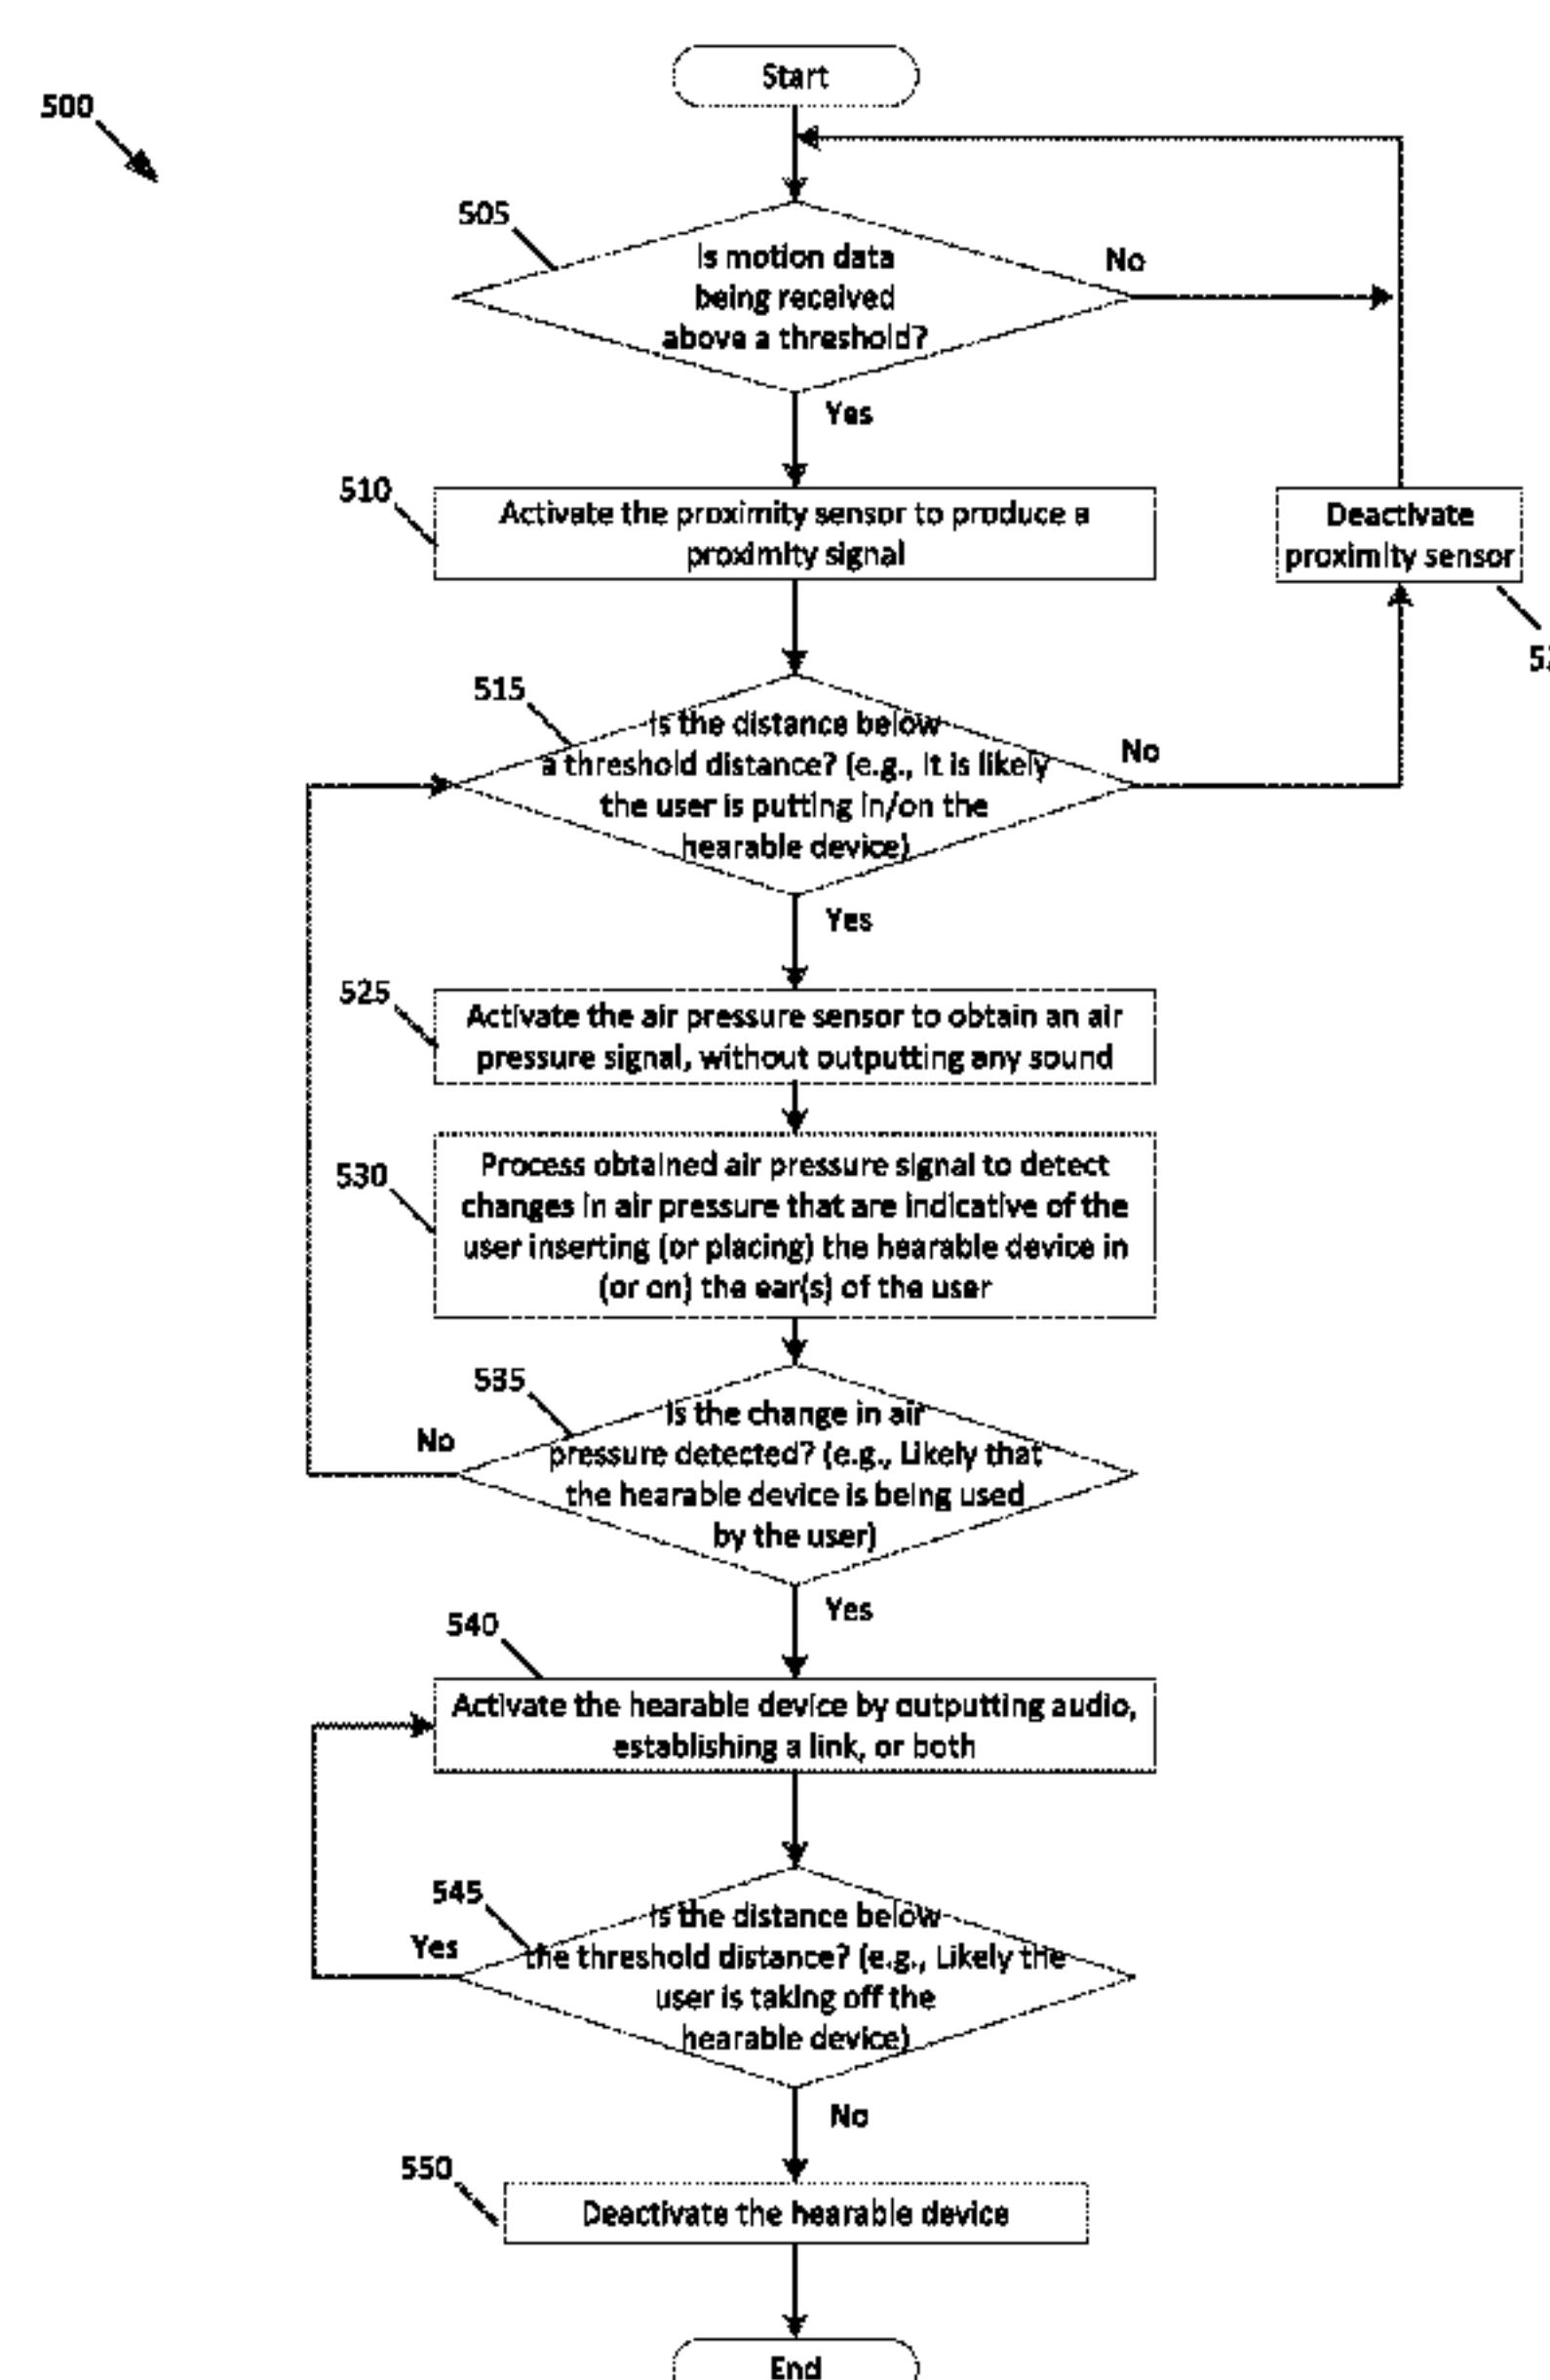 Start
500
505
Is motion data
being received
above a threshold?
No
Yes
510
Activate the proximity sensor to produce a
proximity signal
Deactivate
proximity sensor
515
Is the distance below
a threshold distance? (e.g., It is likely
the user is putting in/on the
hearable device)
No
Yes
525
Activate the air pressure sensor to obtain an air
pressure signal, without outputting any sound
530
Process obtained air pressure signal to detect
changes in air pressure that are indicative of the
user inserting (or placing) the hearable device in
(or on) the ear(s) of the user
535
Is the change in air
pressure detected? (e.g., Likely that
the hearable device is being used
by the user)
No
Yes
540
Activate the hearable device by outputting audio,
establishing a link, or both
545
Is the distance below
the threshold distance? (e.g., Likely the
user is taking off the
hearable device)
Yes
No
550
Deactivate the hearable device
End